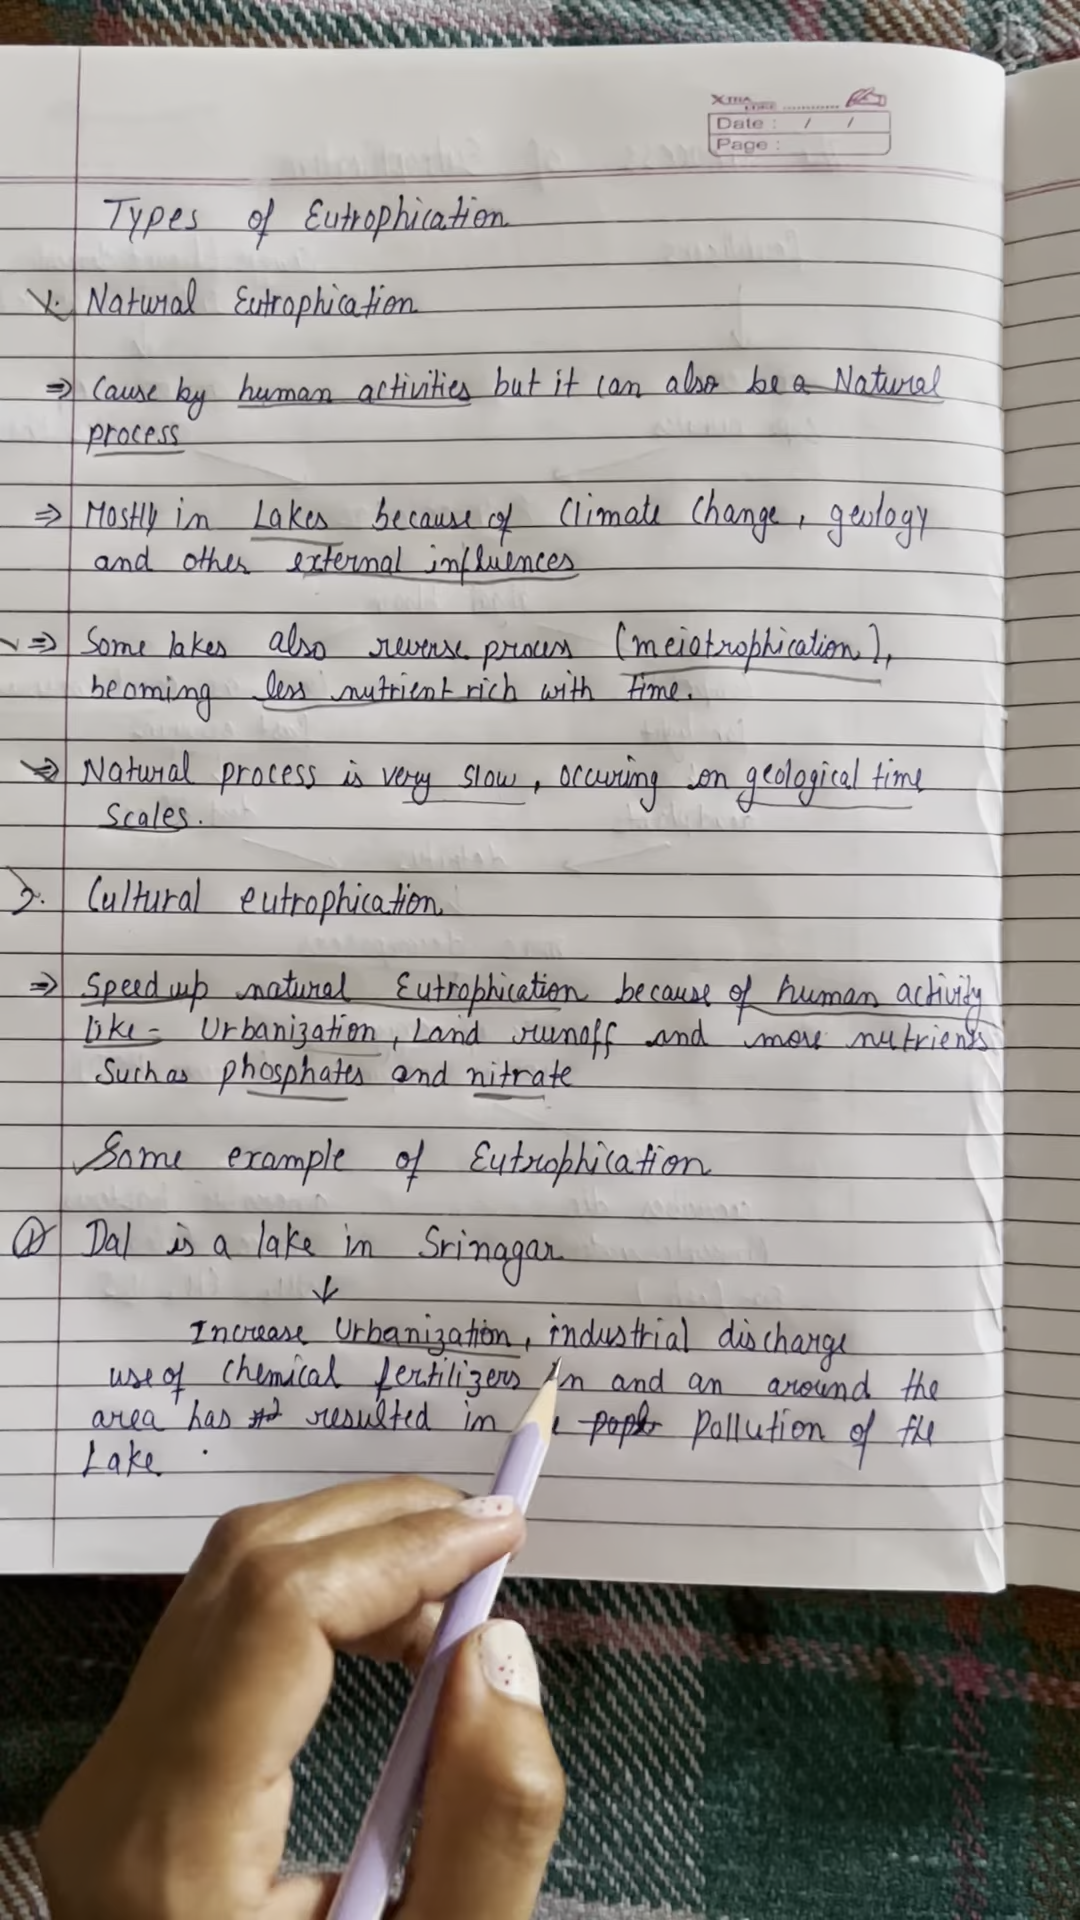 XTRA
Date : / /
Page :
Types of Eutrophication
1. Natural Eutrophication
⇒ Cause by human activities but it can also be a Natural
process
⇒ Mostly in Lakes because of Climate Change, geology
and other external influences
⇒ Some lakes also reverse process (meiotrophication),
beoming less nutrient rich with time.
⇒ Natural process is very slow, occuring on geological time
Scales.
2. Cultural eutrophication
⇒ Speed up natural Eutrophication because of human activity
like - Urbanization, Land runoff and more nutrients
Such as phosphates and nitrate
Some example of Eutrophication
① Dal is a lake in Srinagar
↓
Increase Urbanization, industrial discharge
use of Chemical fertilizers in and an around the
area has resulted in Pollution of the
Lake.